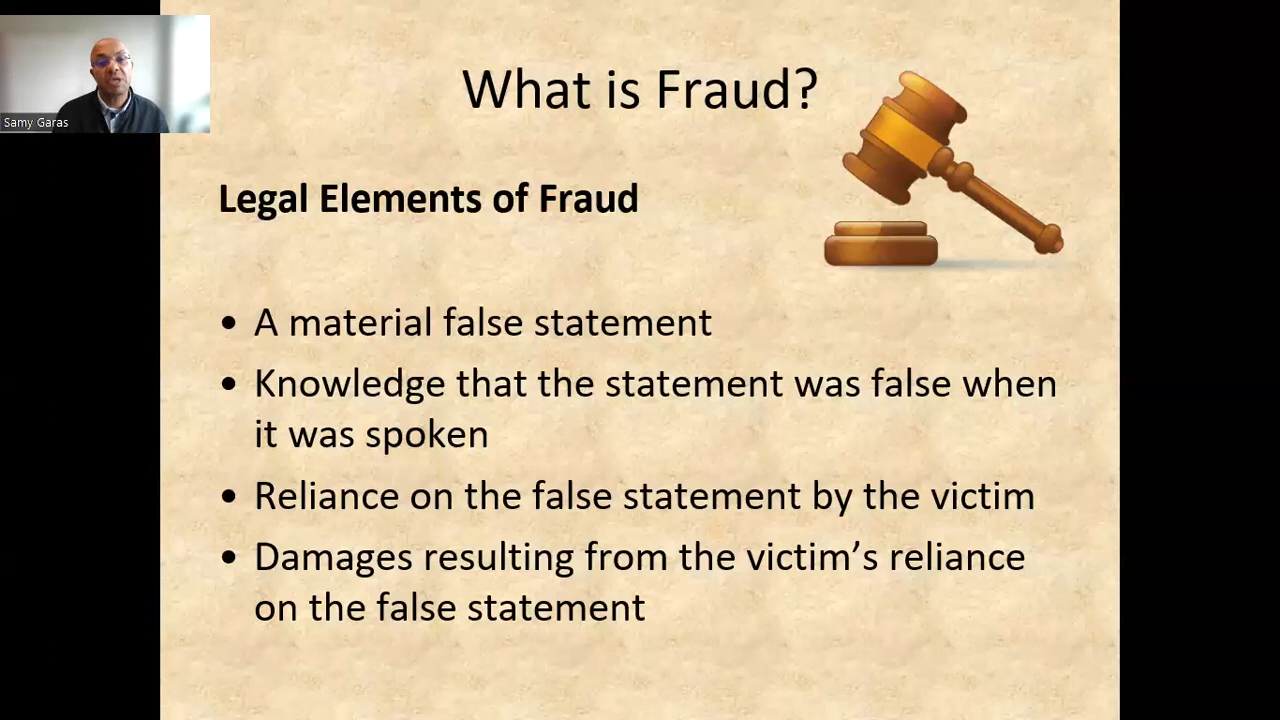 What is Fraud?
Samy Garas
Legal Elements of Fraud
• A material false statement
• Knowledge that the statement was false when
it was spoken
• Reliance on the false statement by the victim
• Damages resulting from the victim’s reliance
on the false statement